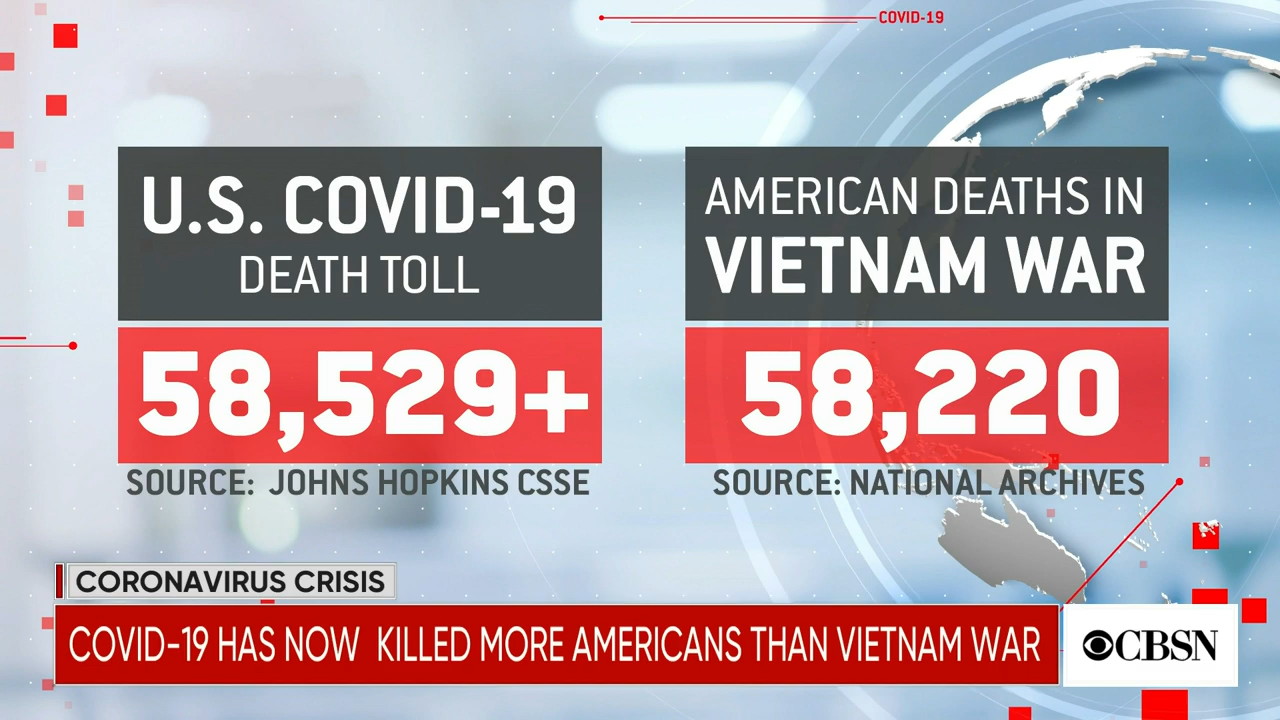 COVID-19
U.S. COVID-19
DEATH TOLL
58,529+
SOURCE: JOHNS HOPKINS CSSE
AMERICAN DEATHS IN
VIETNAM WAR
58,220
SOURCE: NATIONAL ARCHIVES
CORONAVIRUS CRISIS
COVID-19 HAS NOW KILLED MORE AMERICANS THAN VIETNAM WAR
CBSN